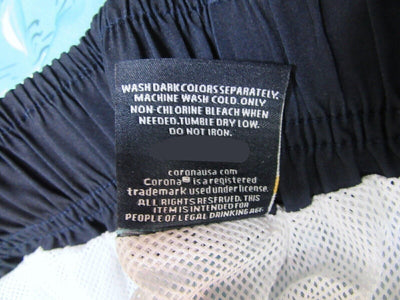 WASH DARK COLORS SEPARATELY.
MACHINE WASH COLD. ONLY
NON-CHLORINE BLEACH WHEN
NEEDED. TUMBLE DRY LOW.
DO NOT IRON.
coronausa.com
Corona® is a registered
trademark used under license.
ALL RIGHTS RESERVED. THIS
ITEM IS INTENDED FOR
PEOPLE OF LEGAL DRINKING AGE.